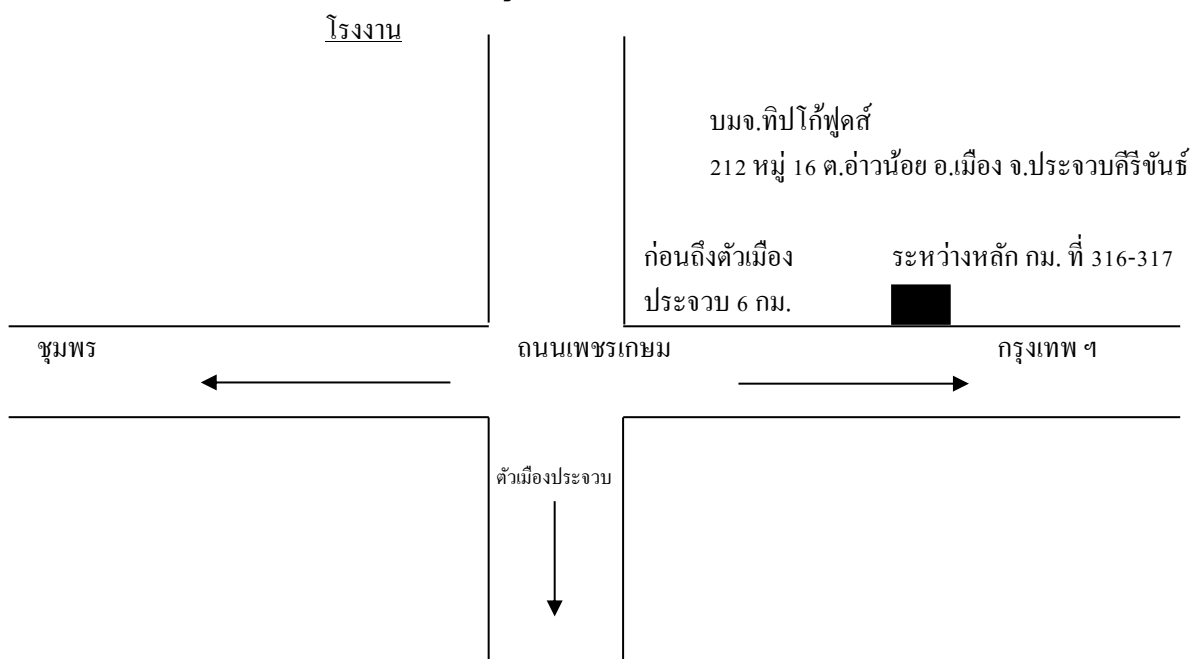 โรงงาน
บมจ.ทิปโก้ฟูดส์
212 หมู่ 16 ต.อ่าวน้อย อ.เมือง จ.ประจวบคีรีขันธ์
ก่อนถึงตัวเมือง
ประจวบ 6 กม.
ระหว่างหลัก กม. ที่ 316-317
ชุมพร
ถนนเพชรเกษม
กรุงเทพ ฯ
ตัวเมืองประจวบ